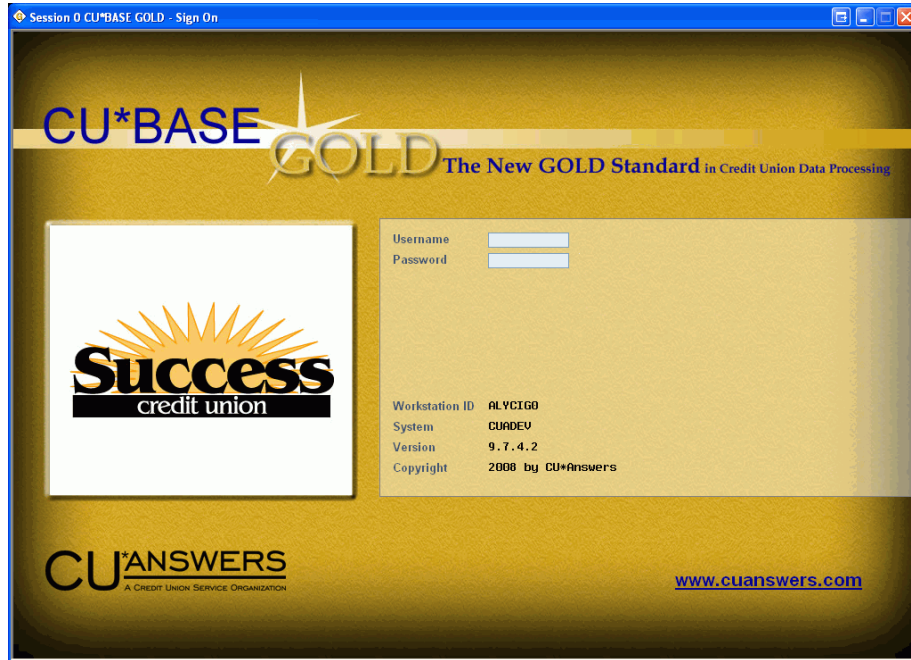 Session 0 CU*BASE GOLD - Sign On
CU*BASE
GOLD
The New GOLD Standard in Credit Union Data Processing
Username
Password
Success
credit union
Workstation ID ALYCIG0
System CUADEV
Version 9.7.4.2
Copyright 2008 by CU*Answers
CU*ANSWERS
A CREDIT UNION SERVICE ORGANIZATION
www.cuanswers.com